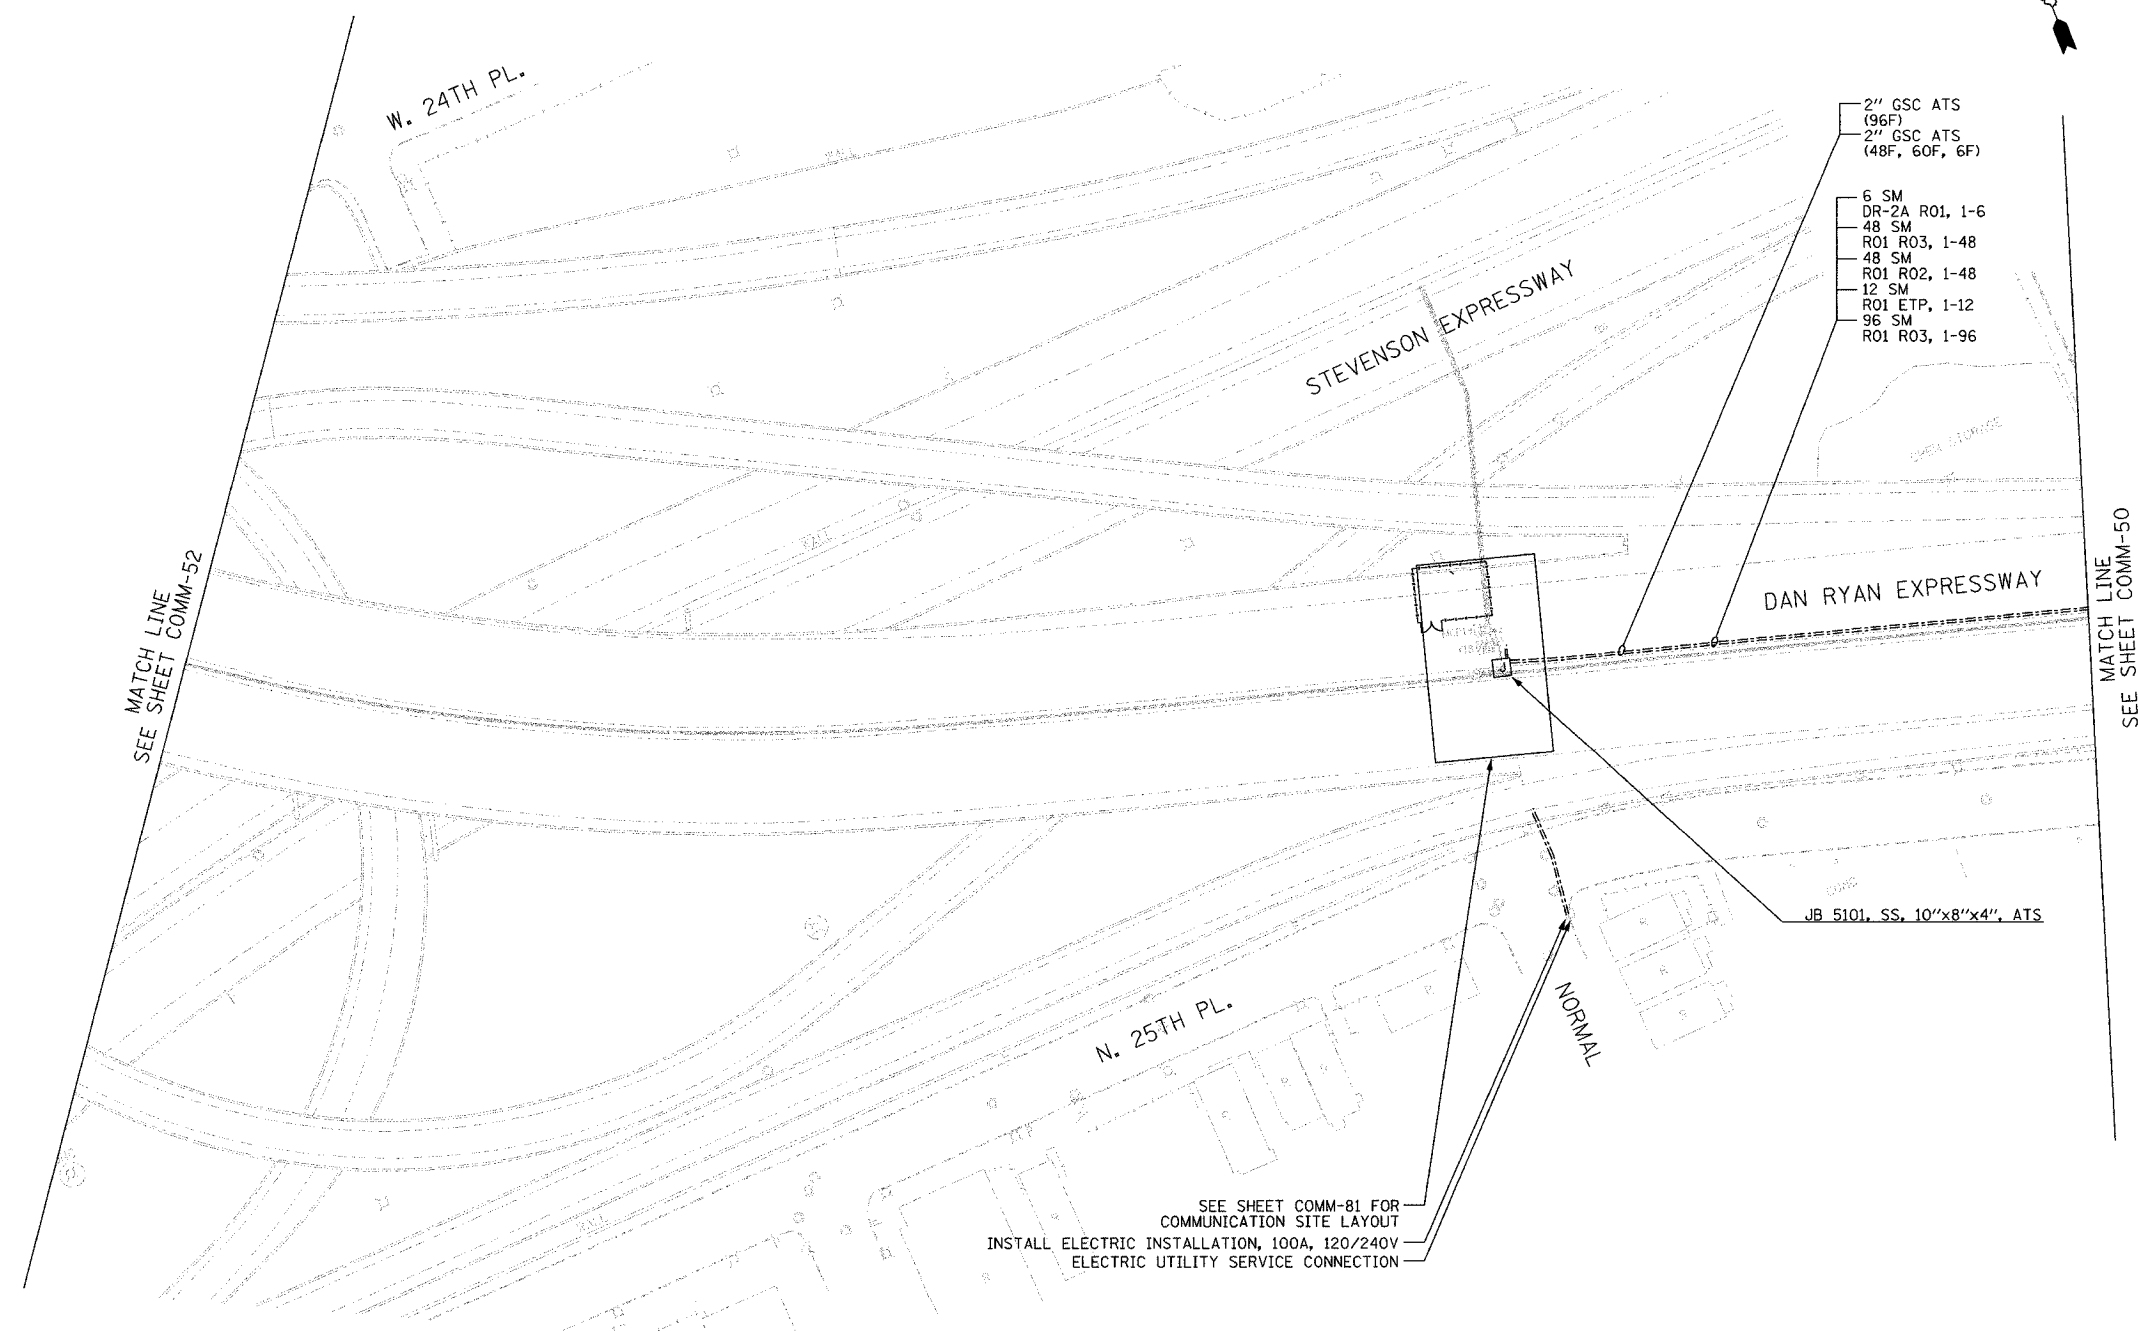 W. 24TH PL.
2" GSC ATS
(96F)
2" GSC ATS
(48F, 60F, 6F)
6 SM
DR-2A R01, 1-6
48 SM
R01 R03, 1-48
48 SM
R01 R02, 1-48
12 SM
R01 ETP, 1-12
96 SM
R01 R03, 1-96
STEVENSON EXPRESSWAY
OPEN STORAGE
MATCH LINE
SEE SHEET COMM-52
DAN RYAN EXPRESSWAY
MATCH LINE
SEE SHEET COMM-50
JB 5101, SS, 10"x8"x4", ATS
N. 25TH PL.
NORMAL
SEE SHEET COMM-81 FOR
COMMUNICATION SITE LAYOUT
INSTALL ELECTRIC INSTALLATION, 100A, 120/240V
ELECTRIC UTILITY SERVICE CONNECTION